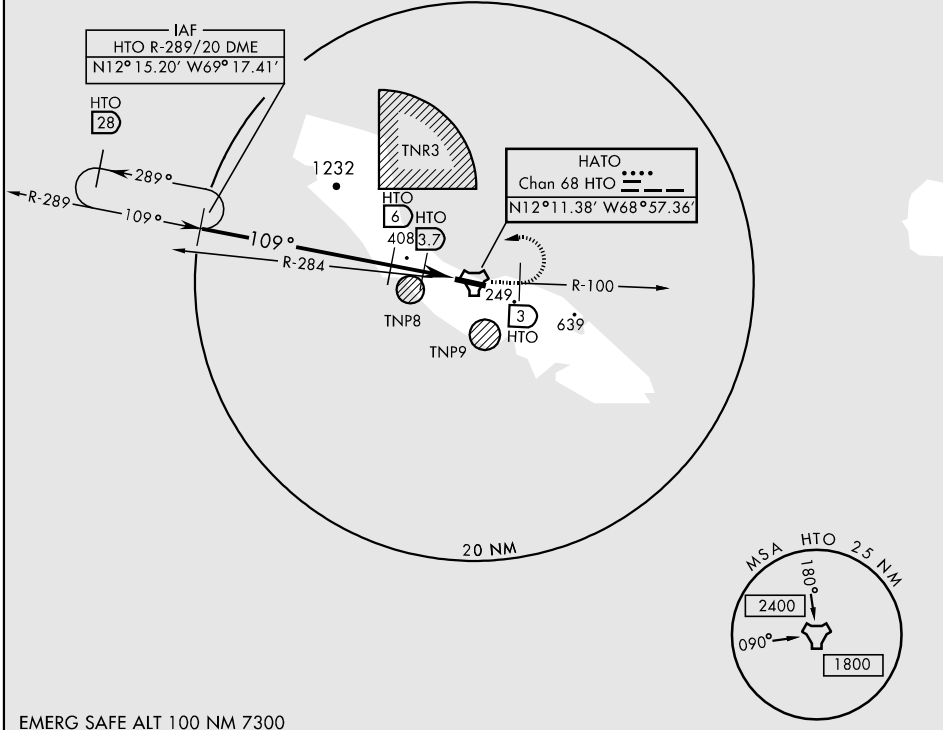 IAF
HTO R-289/20 DME
N12° 15.20' W69° 17.41'
HTO
28
289°
R-289
109°
109°
R-284
1232
TNR3
HTO
6
HTO
3.7
408
TNP8
HATO
Chan 68 HTO
N12°11.38' W68°57.36'
249
R-100
3
HTO
639
TNP9
20 NM
MSA HTO 25 NM
180°
2400
090°
1800
EMERG SAFE ALT 100 NM 7300